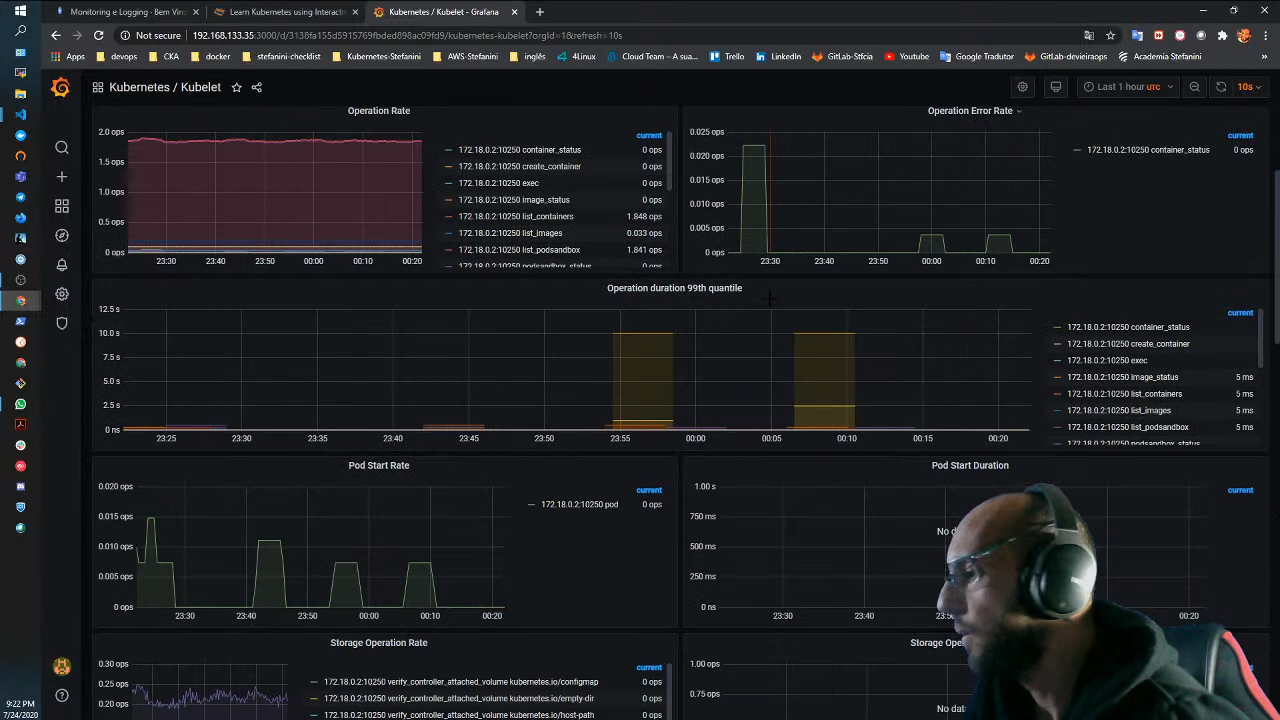 Monitoring e Logging - Bem Vind
Learn Kubernetes using Interactiv
Kubernetes / Kubelet - Grafana
Not secure
192.168.133.35:3000/d/3138fa155d5915769fbded898ac09fd9/kubernetes-kubelet?orgId=1&refresh=10s
Apps
devops
CKA
docker
stefanini-checklist
Kubernetes-Stefanini
AWS-Stefanini
inglês
4Linux
Cloud Team – A sua...
Trello
LinkedIn
GitLab-Stfcia
Youtube
Google Tradutor
GitLab-devieiraops
Academia Stefanini
Kubernetes / Kubelet
Last 1 hour UTC
10s
Operation Rate
2.0 ops
1.5 ops
1.0 ops
0.5 ops
0 ops
23:30 23:40 23:50 00:00 00:10 00:20
current
172.18.0.2:10250 container_status 0 ops
172.18.0.2:10250 create_container 0 ops
172.18.0.2:10250 exec 0 ops
172.18.0.2:10250 image_status 0 ops
172.18.0.2:10250 list_containers 1.848 ops
172.18.0.2:10250 list_images 0.033 ops
172.18.0.2:10250 list_podsandbox 1.841 ops
172.18.0.2:10250 podsandbox_status 0 ops
Operation Error Rate
0.025 ops
0.020 ops
0.015 ops
0.010 ops
0.005 ops
0 ops
23:30 23:40 23:50 00:00 00:10 00:20
current
172.18.0.2:10250 container_status 0 ops
Operation duration 99th quantile
12.5 s
10.0 s
7.5 s
5.0 s
2.5 s
0 ns
23:25 23:30 23:35 23:40 23:45 23:50 23:55 00:00 00:05 00:10 00:15 00:20
current
172.18.0.2:10250 container_status
172.18.0.2:10250 create_container
172.18.0.2:10250 exec
172.18.0.2:10250 image_status 5 ms
172.18.0.2:10250 list_containers 5 ms
172.18.0.2:10250 list_images 5 ms
172.18.0.2:10250 list_podsandbox 5 ms
172.18.0.2:10250 podsandbox_status
Pod Start Rate
0.020 ops
0.015 ops
0.010 ops
0.005 ops
0 ops
23:30 23:40 23:50 00:00 00:10 00:20
current
172.18.0.2:10250 pod 0 ops
Pod Start Duration
1.00 s
750 ms
500 ms
250 ms
0 ns
23:30 23:40 23:50 00:20
No da
current
Storage Operation Rate
0.30 ops
0.25 ops
0.20 ops
current
172.18.0.2:10250 verify_controller_attached_volume kubernetes.io/configmap
172.18.0.2:10250 verify_controller_attached_volume kubernetes.io/empty-dir
172.18.0.2:10250 verify_controller_attached_volume kubernetes.io/host-path
Storage Ope
1.00 ops
0.75 ops
No da
9:22 PM
7/24/2020